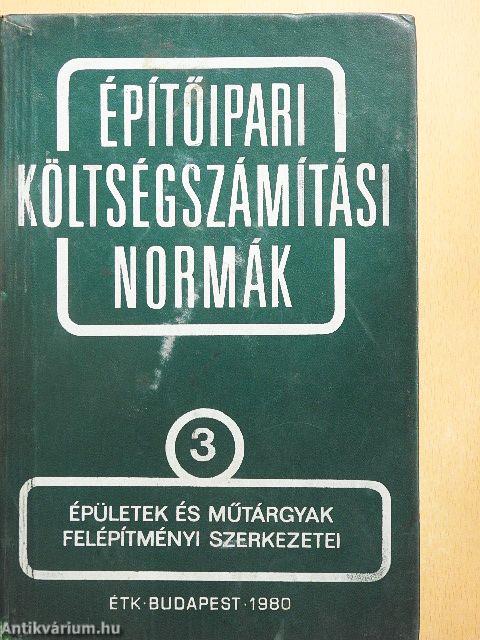 ÉPÍTŐIPARI
KÖLTSÉGSZÁMÍTÁSI
NORMÁK
3
ÉPÜLETEK ÉS MŰTÁRGYAK
FELÉPÍTMÉNYI SZERKEZETEI
ÉTK·BUDAPEST·1980
Antikvárium.hu